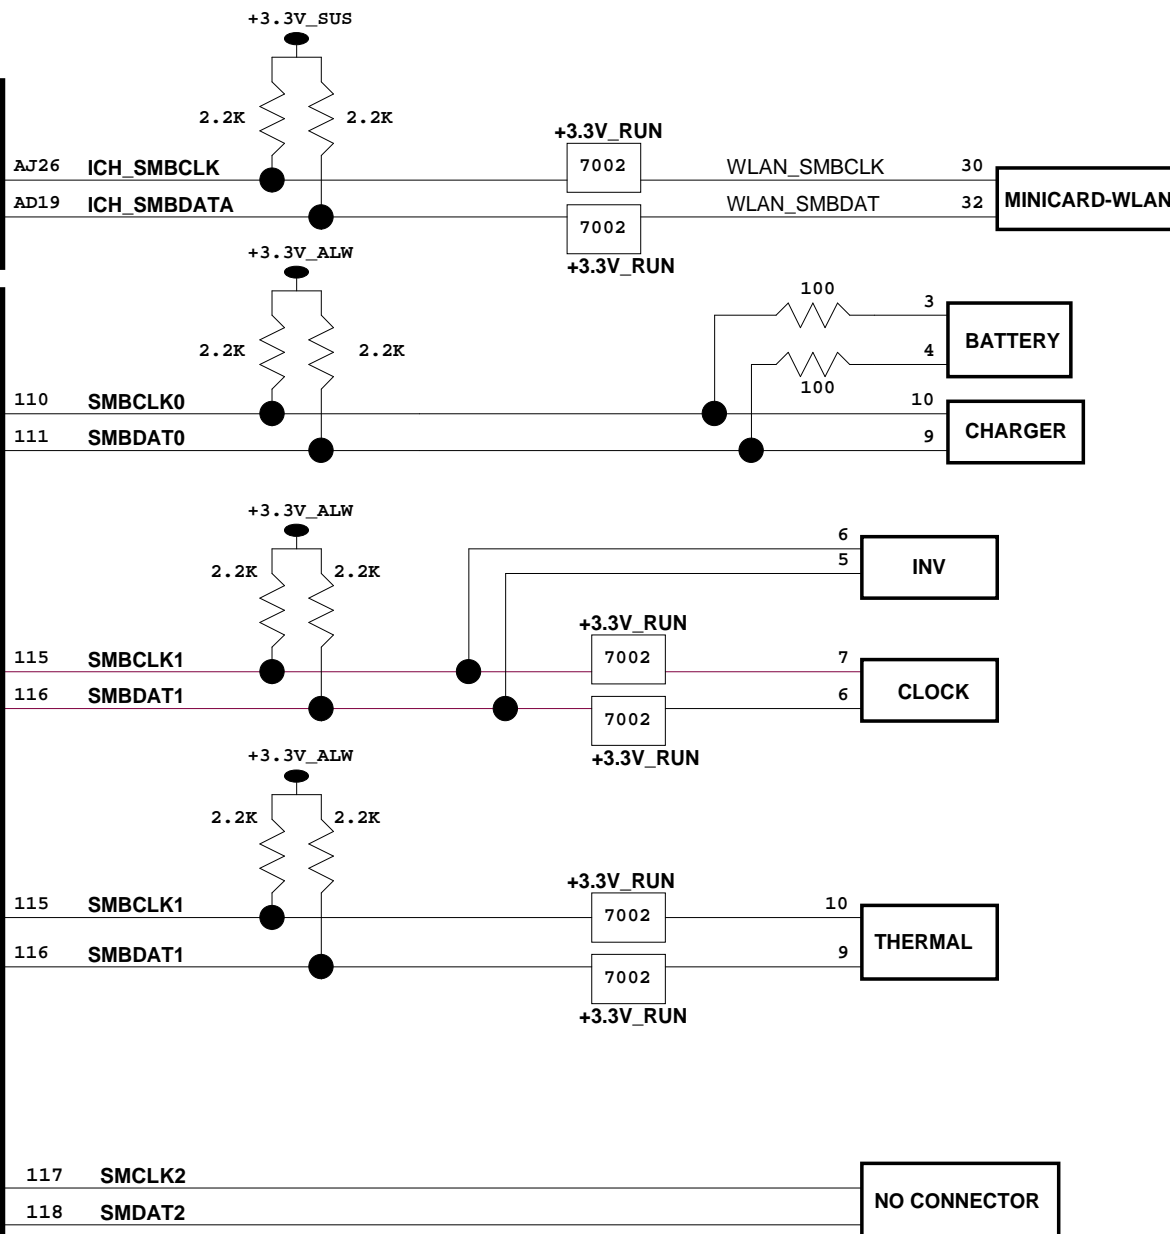 +3.3V_SUS
2.2K
2.2K
+3.3V_RUN
7002
AJ26 ICH_SMBCLK
WLAN_SMBCLK 30
AD19 ICH_SMBDATA
WLAN_SMBDAT 32
MINICARD-WLAN
7002
+3.3V_RUN
+3.3V_ALW
2.2K
2.2K
100
3
4
BATTERY
100
110 SMBCLK0
10
111 SMBDAT0
9
CHARGER
+3.3V_ALW
2.2K
2.2K
6
5
INV
+3.3V_RUN
7002
115 SMBCLK1
7
116 SMBDAT1
6
CLOCK
7002
+3.3V_RUN
+3.3V_ALW
2.2K
2.2K
+3.3V_RUN
7002
115 SMBCLK1
10
116 SMBDAT1
9
THERMAL
7002
+3.3V_RUN
117 SMCLK2
118 SMDAT2
NO CONNECTOR